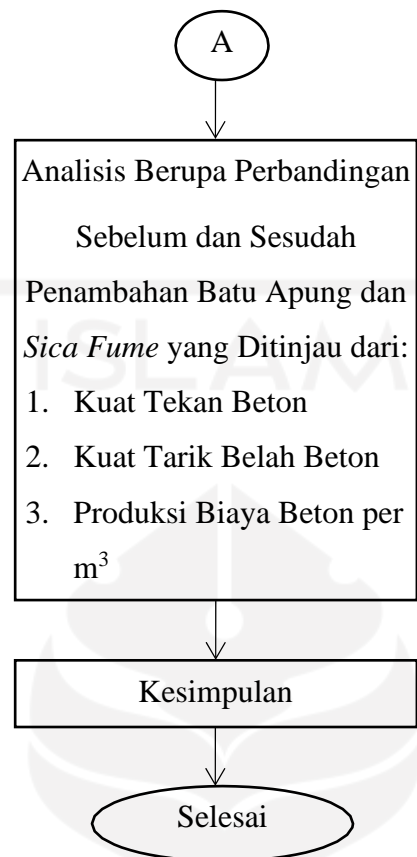 A
Analisis Berupa Perbandingan
Sebelum dan Sesudah
Penambahan Batu Apung dan
Sica Fume yang Ditinjau dari:
1. Kuat Tekan Beton
2. Kuat Tarik Belah Beton
3. Produksi Biaya Beton per
m³
Kesimpulan
Selesai
ISLAM